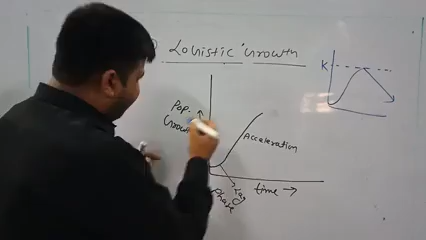 Logistic Growth
K
Pop.
Growth
Acceleration
Lag
Phase
time →